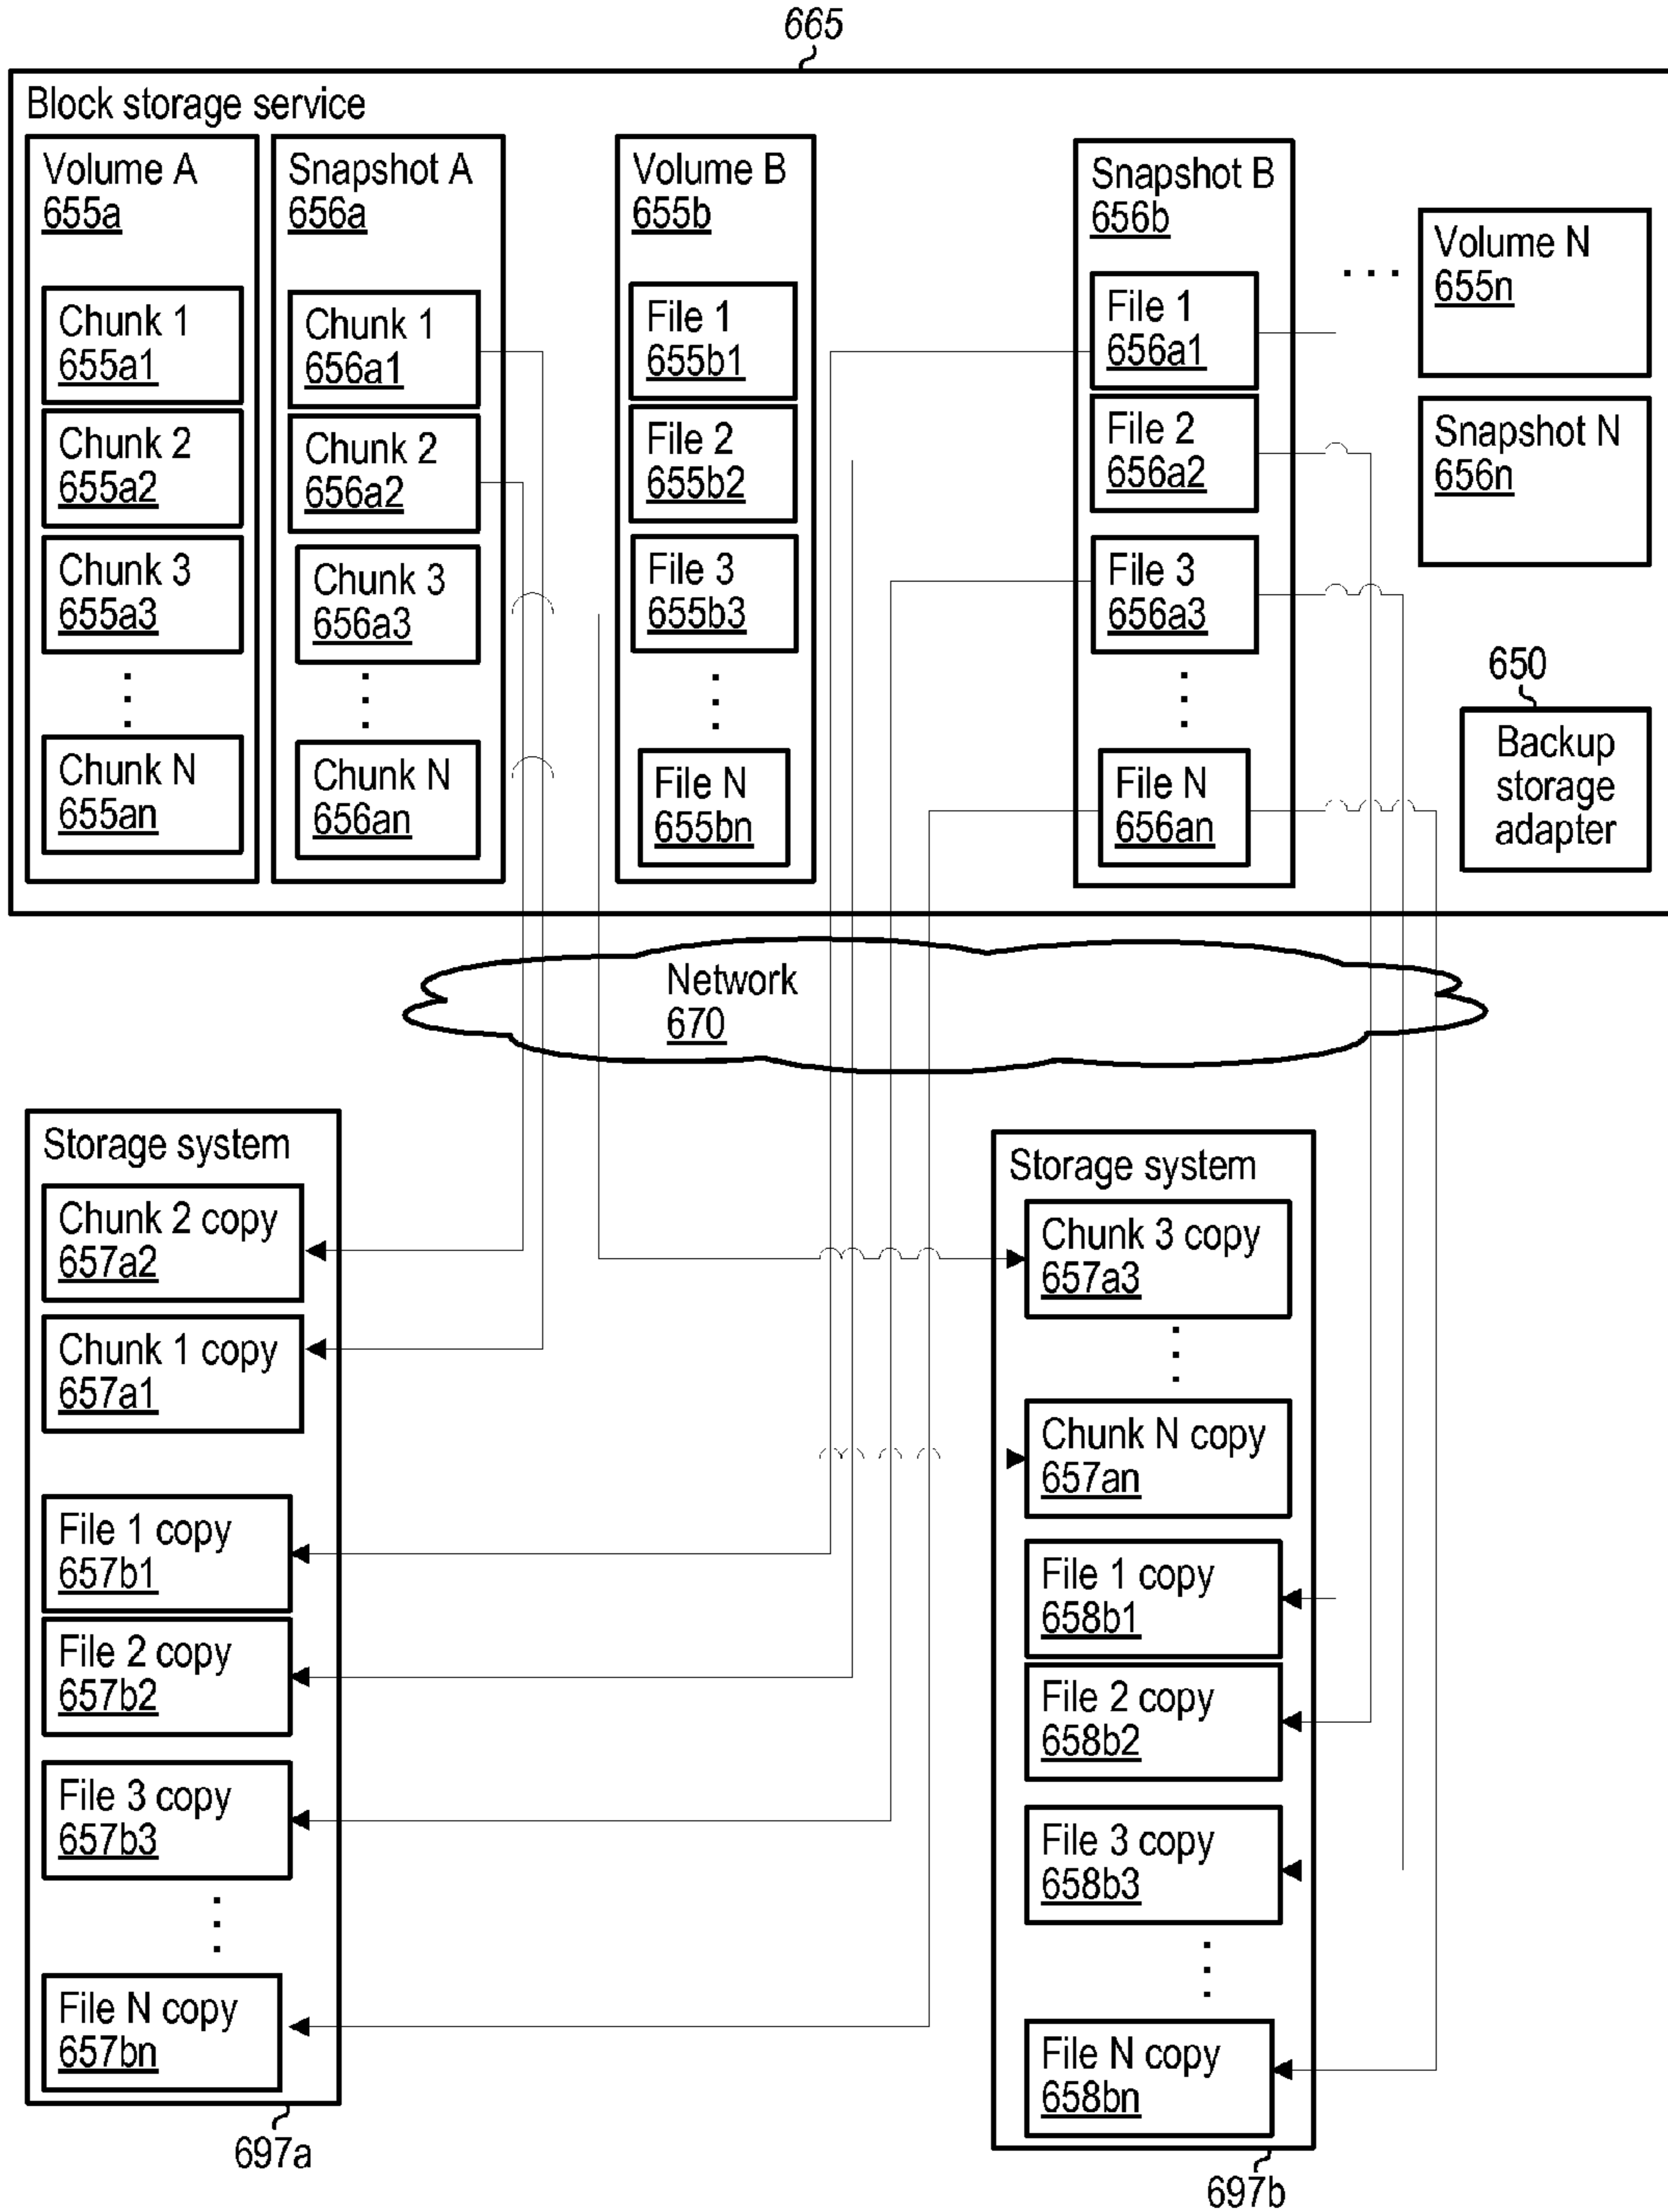 665
Block storage service
Volume A
655a
Chunk 1
655a1
Chunk 2
655a2
Chunk 3
655a3
Chunk N
655an
Snapshot A
656a
Chunk 1
656a1
Chunk 2
656a2
Chunk 3
656a3
Chunk N
656an
Volume B
655b
File 1
655b1
File 2
655b2
File 3
655b3
File N
655bn
Snapshot B
656b
File 1
656a1
File 2
656a2
File 3
656a3
File N
656an
Volume N
655n
Snapshot N
656n
650
Backup
storage
adapter
Network
670
Storage system
Chunk 2 copy
657a2
Chunk 1 copy
657a1
File 1 copy
657b1
File 2 copy
657b2
File 3 copy
657b3
File N copy
657bn
697a
Storage system
Chunk 3 copy
657a3
Chunk N copy
657an
File 1 copy
658b1
File 2 copy
658b2
File 3 copy
658b3
File N copy
658bn
697b